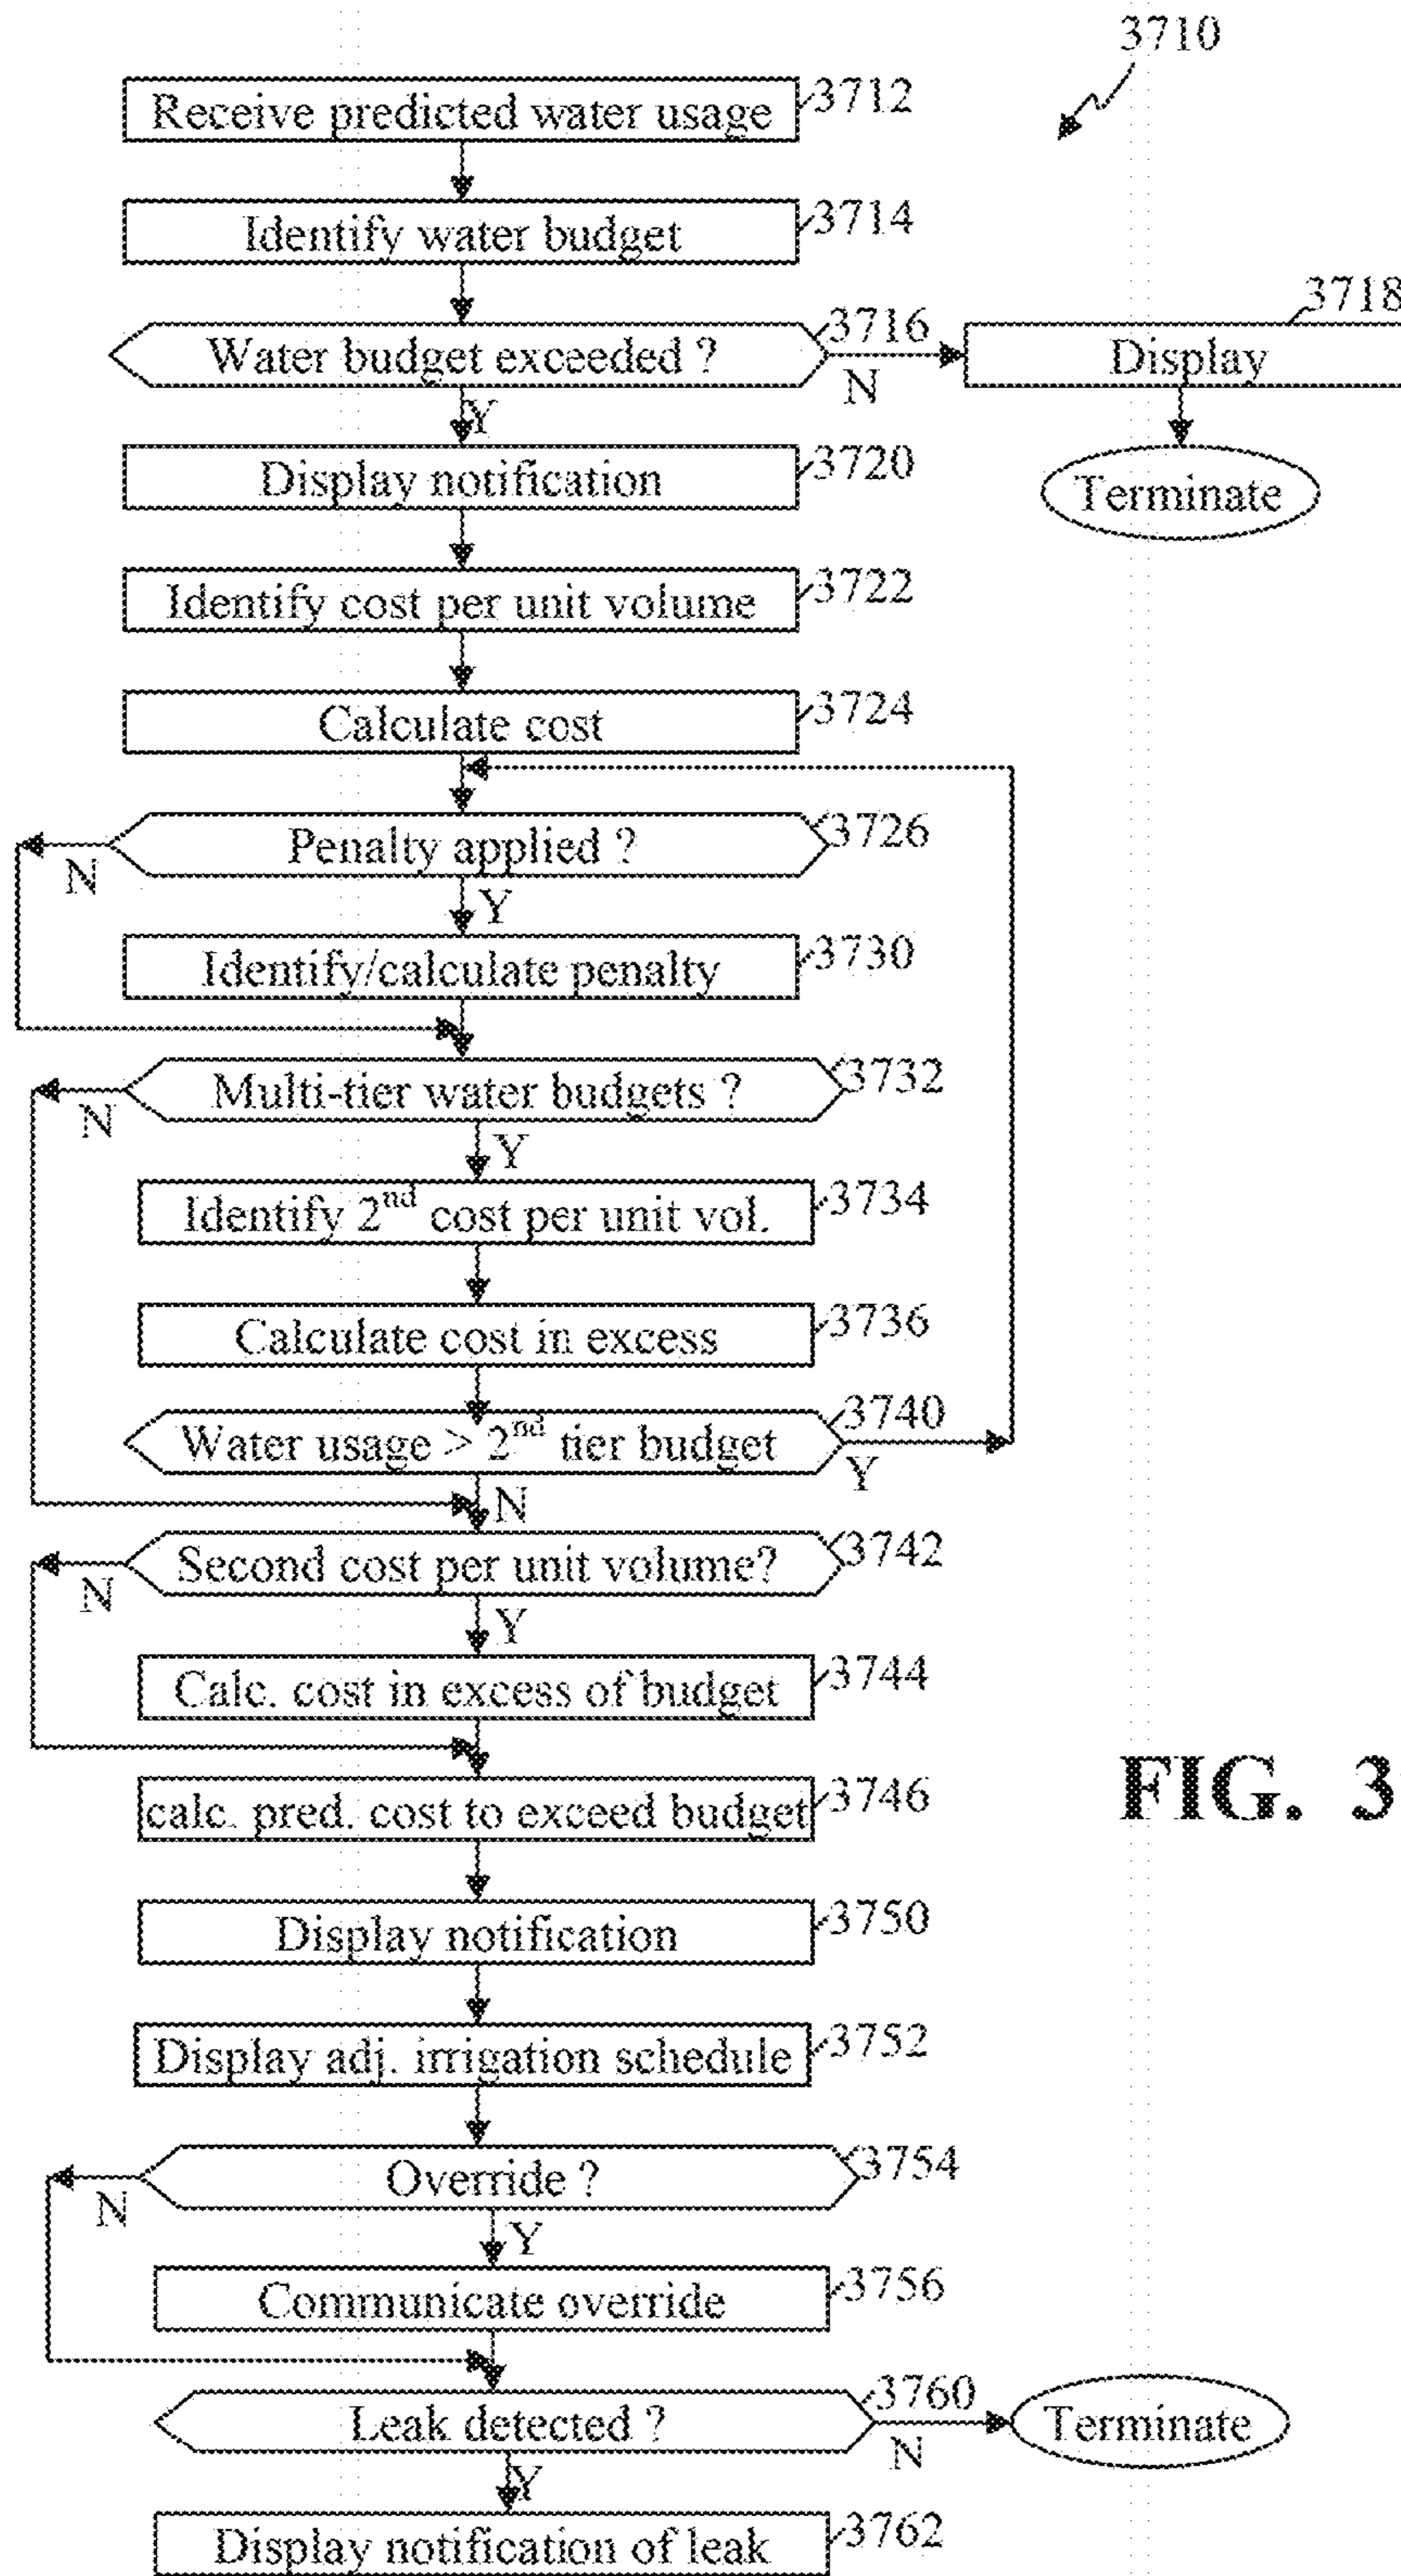 3710
Receive predicted water usage 3712
Identify water budget 3714
3718
Water budget exceeded ? 3716 Display
N
Y
Display notification 3720
Terminate
Identify cost per unit volume 3722
Calculate cost 3724
Penalty applied ? 3726
N
Y
Identify/calculate penalty 3730
Multi-tier water budgets ? 3732
N
Y
Identify 2nd cost per unit vol. 3734
Calculate cost in excess 3736
Water usage > 2nd tier budget 3740
Y
N
Second cost per unit volume? 3742
N
Y
Calc. cost in excess of budget 3744
calc. pred. cost to exceed budget 3746
FIG. 3
Display notification 3750
Display adj. irrigation schedule 3752
Override ? 3754
N
Y
Communicate override 3756
Leak detected ? 3760 Terminate
N
Y
Display notification of leak 3762